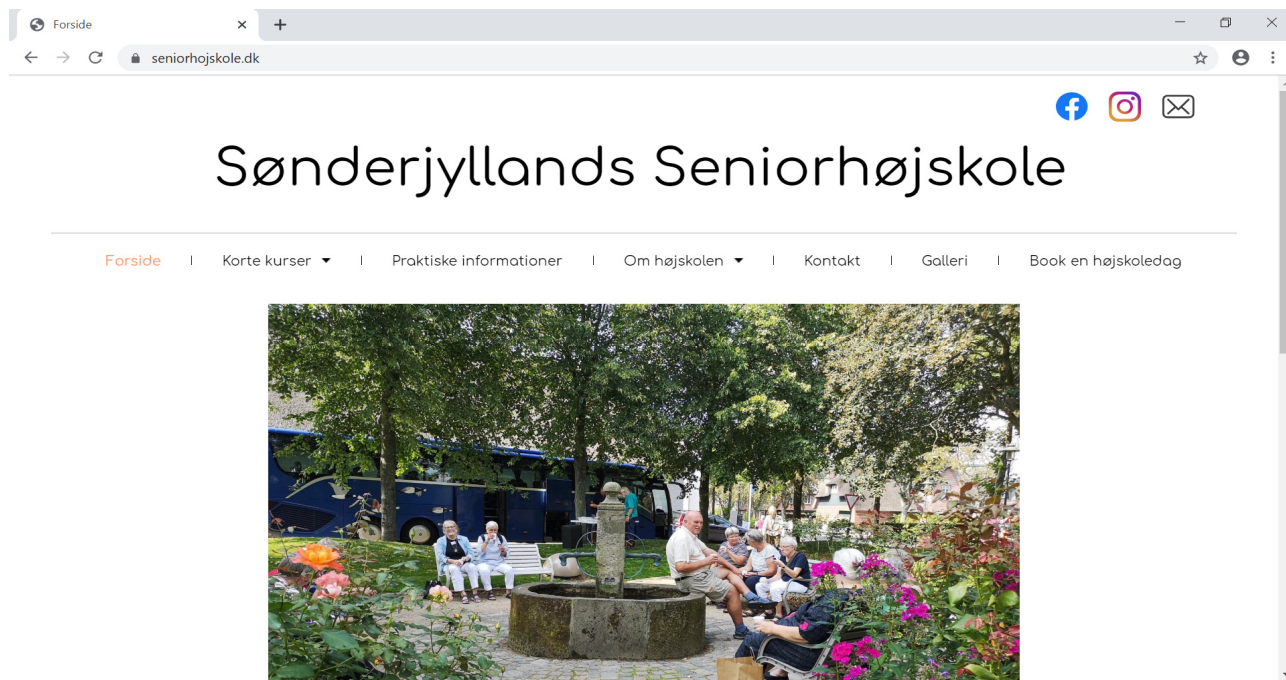 Forside
seniorhojskole.dk
Sønderjyllands Seniorhøjskole
Forside | Korte kurser | Praktiske informationer | Om højskolen | Kontakt | Galleri | Book en højskoledag